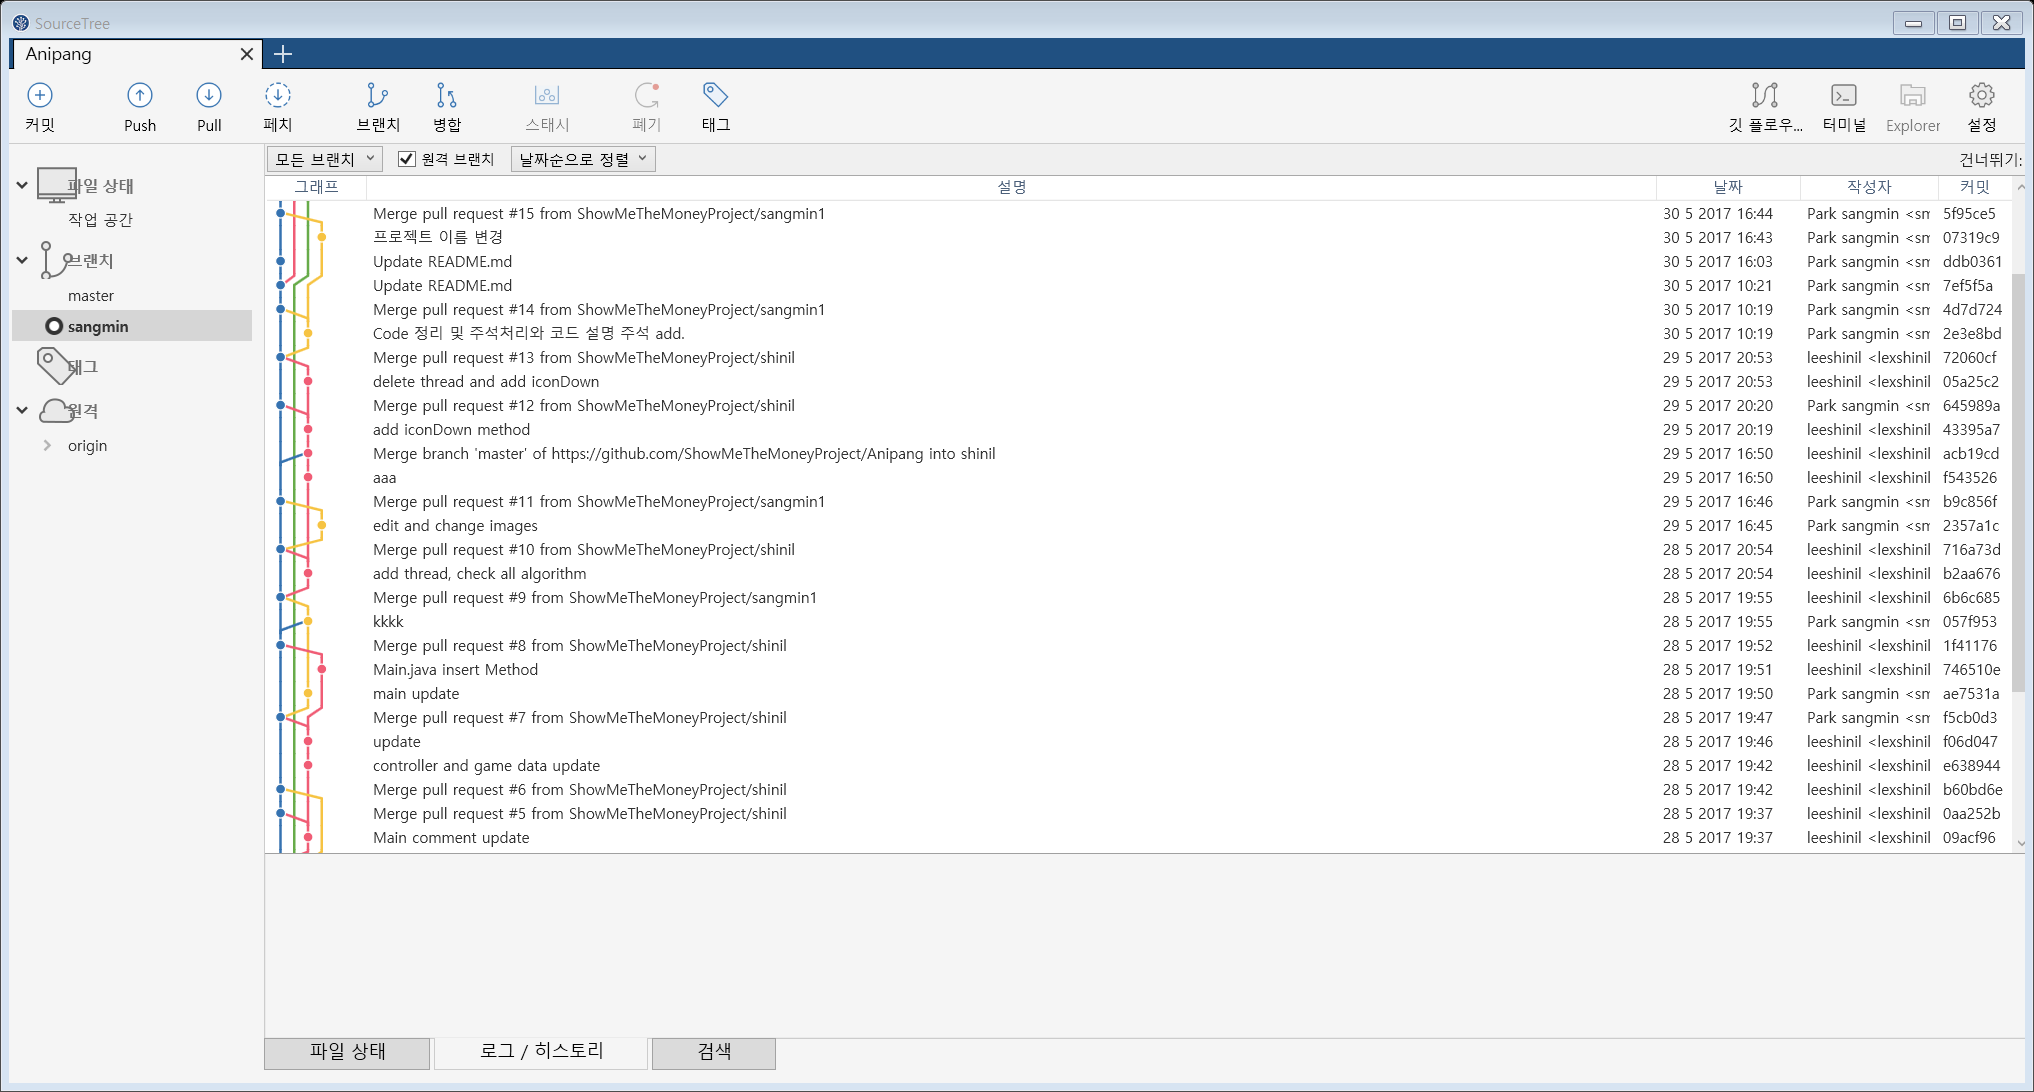 SourceTree
Anipang
커밋 Push Pull 페치 브랜치 병합 스태시 폐기 태그 깃 플로우... 터미널 Explorer 설정
모든 브랜치 원격 브랜치 날짜순으로 정렬 건너뛰기:
파일 상태
작업 공간
브랜치
master
sangmin
태그
원격
origin
그래프 설명 날짜 작성자 커밋
Merge pull request #15 from ShowMeTheMoneyProject/sangmin1 30 5 2017 16:44 Park sangmin <sm 5f95ce5
프로젝트 이름 변경 30 5 2017 16:43 Park sangmin <sm 07319c9
Update README.md 30 5 2017 16:03 Park sangmin <sm ddb0361
Update README.md 30 5 2017 10:21 Park sangmin <sm 7ef5f5a
Merge pull request #14 from ShowMeTheMoneyProject/sangmin1 30 5 2017 10:19 Park sangmin <sm 4d7d724
Code 정리 및 주석처리와 코드 설명 주석 add. 30 5 2017 10:19 Park sangmin <sm 2e3e8bd
Merge pull request #13 from ShowMeTheMoneyProject/shinil 29 5 2017 20:53 leeshinil <lexshinil 72060cf
delete thread and add iconDown 29 5 2017 20:53 leeshinil <lexshinil 05a25c2
Merge pull request #12 from ShowMeTheMoneyProject/shinil 29 5 2017 20:20 Park sangmin <sm 645989a
add iconDown method 29 5 2017 20:19 leeshinil <lexshinil 43395a7
Merge branch 'master' of https://github.com/ShowMeTheMoneyProject/Anipang into shinil 29 5 2017 16:50 leeshinil <lexshinil acb19cd
aaa 29 5 2017 16:50 leeshinil <lexshinil f543526
Merge pull request #11 from ShowMeTheMoneyProject/sangmin1 29 5 2017 16:46 Park sangmin <sm b9c856f
edit and change images 29 5 2017 16:45 Park sangmin <sm 2357a1c
Merge pull request #10 from ShowMeTheMoneyProject/shinil 28 5 2017 20:54 leeshinil <lexshinil 716a73d
add thread, check all algorithm 28 5 2017 20:54 leeshinil <lexshinil b2aa676
Merge pull request #9 from ShowMeTheMoneyProject/sangmin1 28 5 2017 19:55 leeshinil <lexshinil 6b6c685
kkkk 28 5 2017 19:55 Park sangmin <sm 057f953
Merge pull request #8 from ShowMeTheMoneyProject/shinil 28 5 2017 19:52 leeshinil <lexshinil 1f41176
Main.java insert Method 28 5 2017 19:51 leeshinil <lexshinil 746510e
main update 28 5 2017 19:50 Park sangmin <sm ae7531a
Merge pull request #7 from ShowMeTheMoneyProject/shinil 28 5 2017 19:47 Park sangmin <sm f5cb0d3
update 28 5 2017 19:46 leeshinil <lexshinil f06d047
controller and game data update 28 5 2017 19:42 leeshinil <lexshinil e638944
Merge pull request #6 from ShowMeTheMoneyProject/shinil 28 5 2017 19:42 leeshinil <lexshinil b60bd6e
Merge pull request #5 from ShowMeTheMoneyProject/shinil 28 5 2017 19:37 leeshinil <lexshinil 0aa252b
Main comment update 28 5 2017 19:37 leeshinil <lexshinil 09acf96
파일 상태 로그 / 히스토리 검색